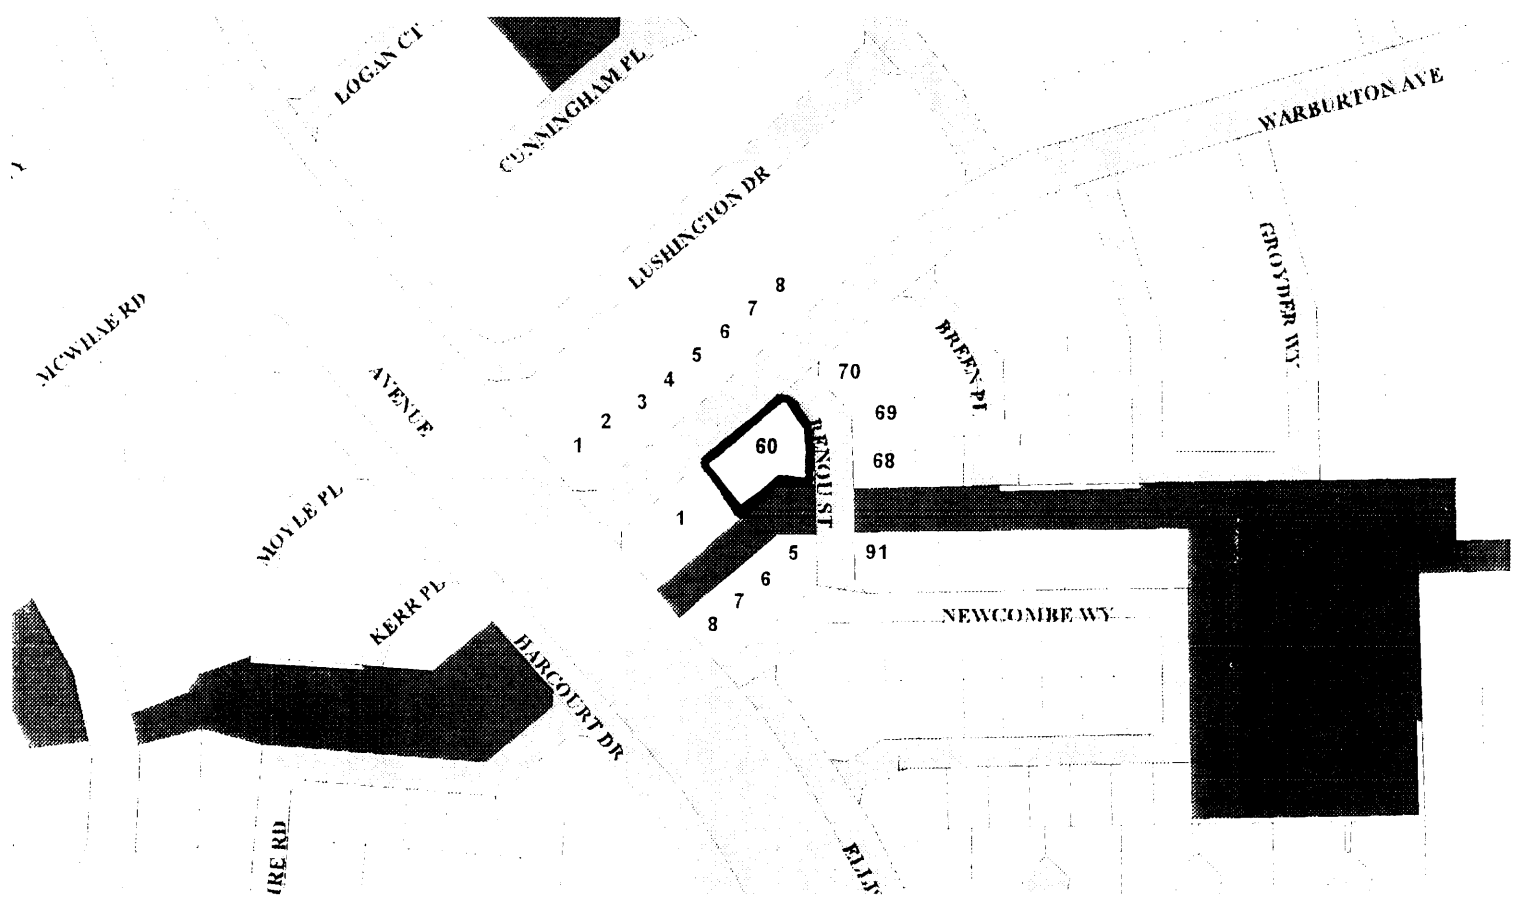 LOGAN CT
CUNNINGHAM PL
WARBURTON AVE
LUSHINGTON DR
GROYDER WY
MCWHAE RD
8
7
6
5
4
3
2
1
AVENUE
BREEN PL
70
69
68
60
RENOU ST
MOYLE PL
1
5
6
7
8
91
KERR PL
NEWCOMBE WY
HARCOURT DR
IRE RD